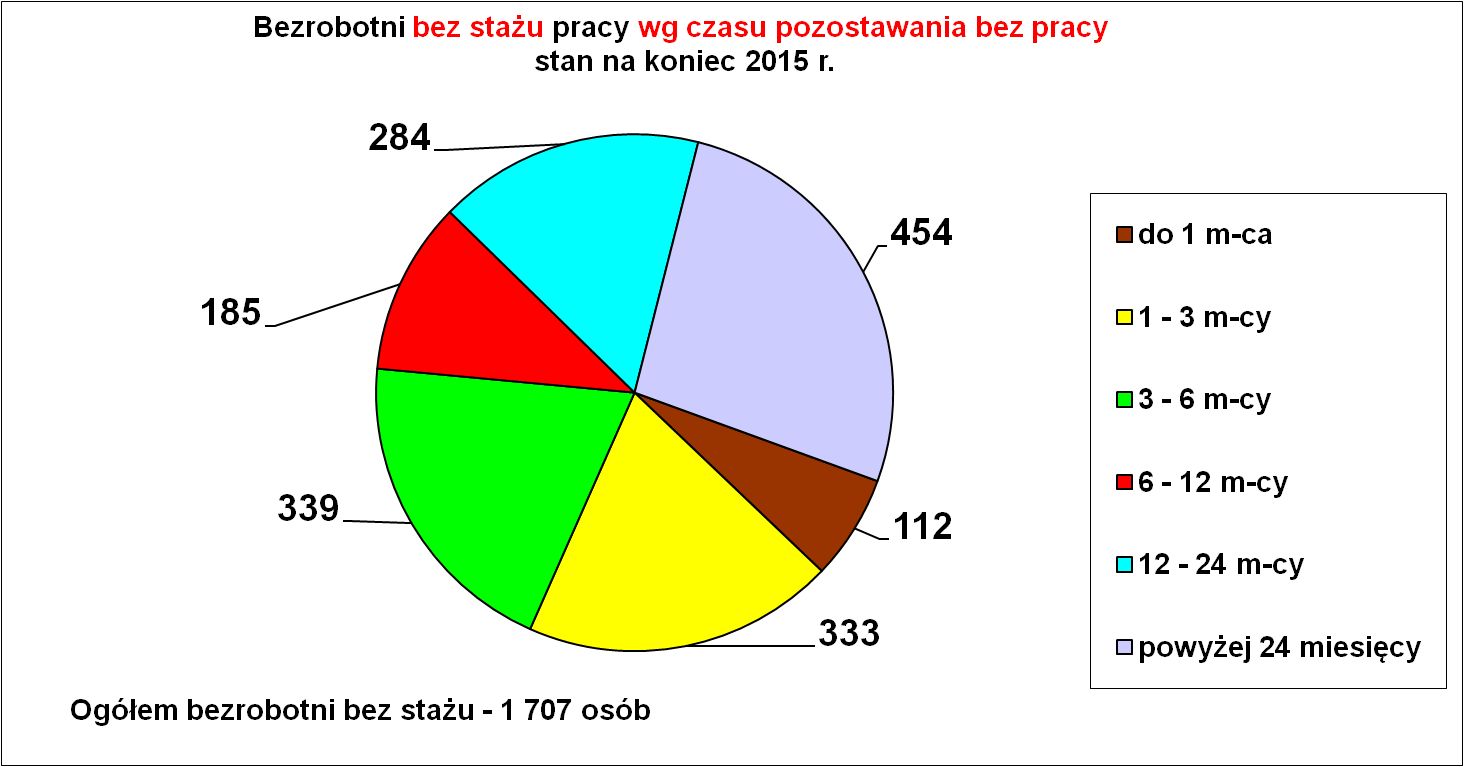 Bezrobotni bez stażu pracy wg czasu pozostawania bez pracy
stan na koniec 2015 r.
284
454
185
339
112
333
do 1 m-ca
1 - 3 m-cy
3 - 6 m-cy
6 - 12 m-cy
12 - 24 m-cy
powyżej 24 miesięcy
Ogółem bezrobotni bez stażu - 1 707 osób